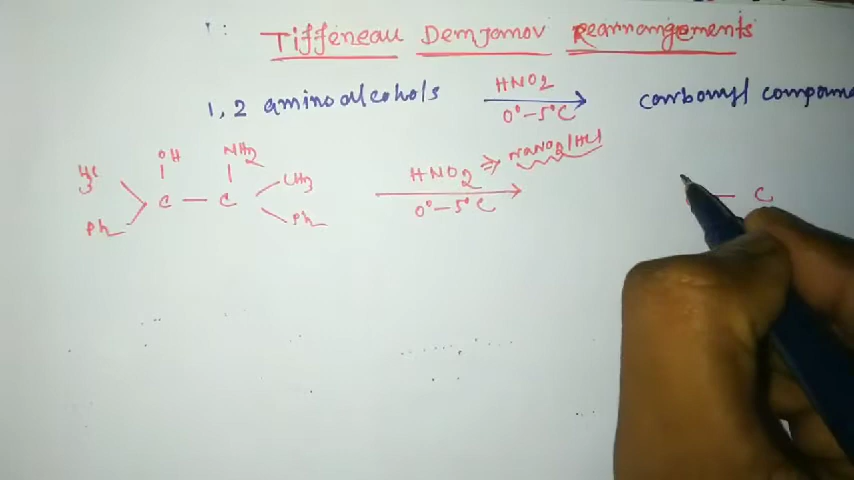 Tiffeneau Demjanov Rearrangements
1,2 aminoalcohols HNO2 0°-5°C carbonyl compoun
H3C Ph C OH — C NH2 CH3 Ph HNO2 ⇒ NaNO2/HCl 0°-5°C — C